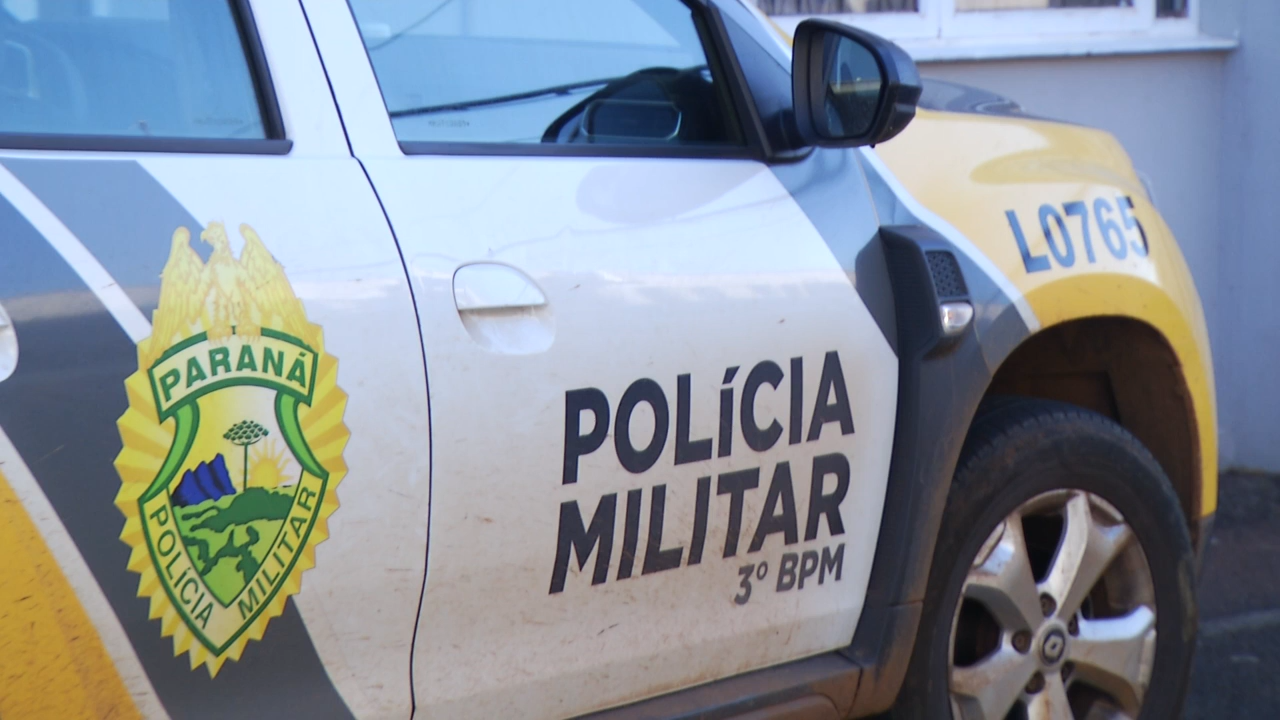 PARANÁ
POLÍCIA MILITAR
POLÍCIA
MILITAR
3º BPM
L0765